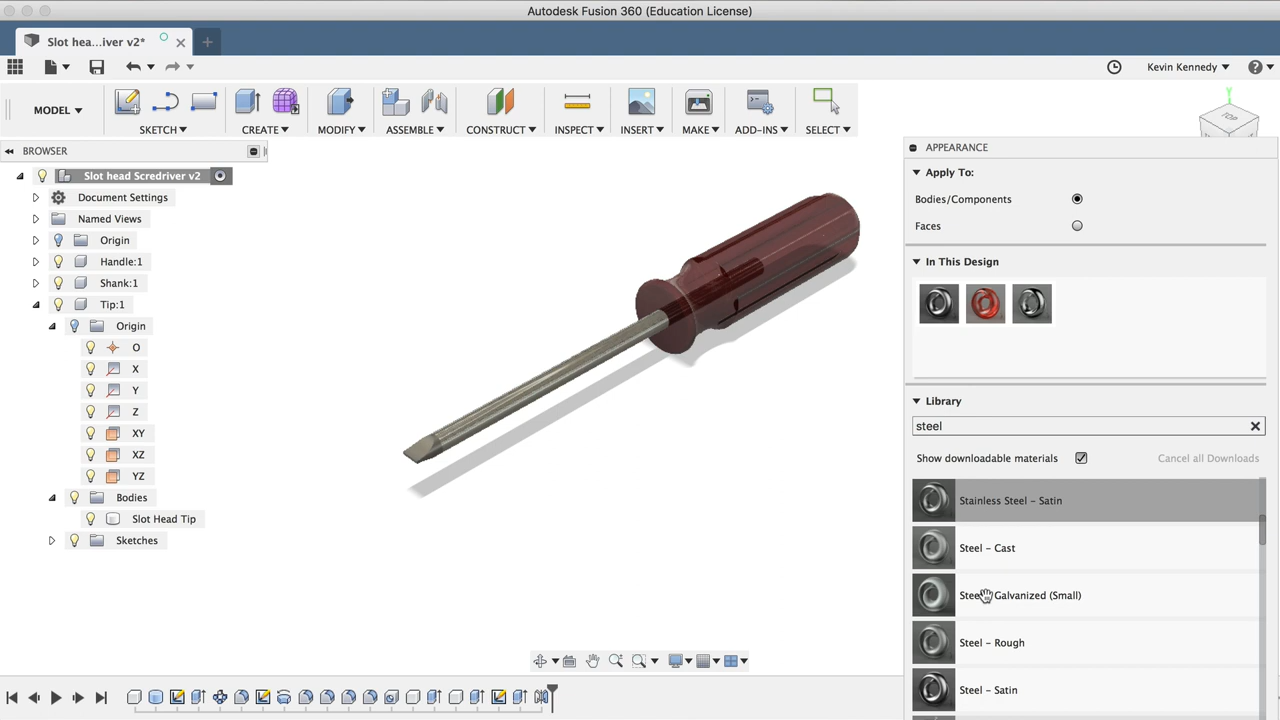 Autodesk Fusion 360 (Education License)
Slot hea...iver v2*
Kevin Kennedy
MODEL
SKETCH
CREATE
MODIFY
ASSEMBLE
CONSTRUCT
INSPECT
INSERT
MAKE
ADD-INS
SELECT
TOP
Y
BROWSER
Slot head Scredriver v2
Document Settings
Named Views
Origin
Handle:1
Shank:1
Tip:1
Origin
O
X
Y
Z
XY
XZ
YZ
Bodies
Slot Head Tip
Sketches
APPEARANCE
Apply To:
Bodies/Components
Faces
In This Design
Library
steel
Show downloadable materials
Cancel all Downloads
Stainless Steel - Satin
Steel - Cast
Steel Galvanized (Small)
Steel - Rough
Steel - Satin